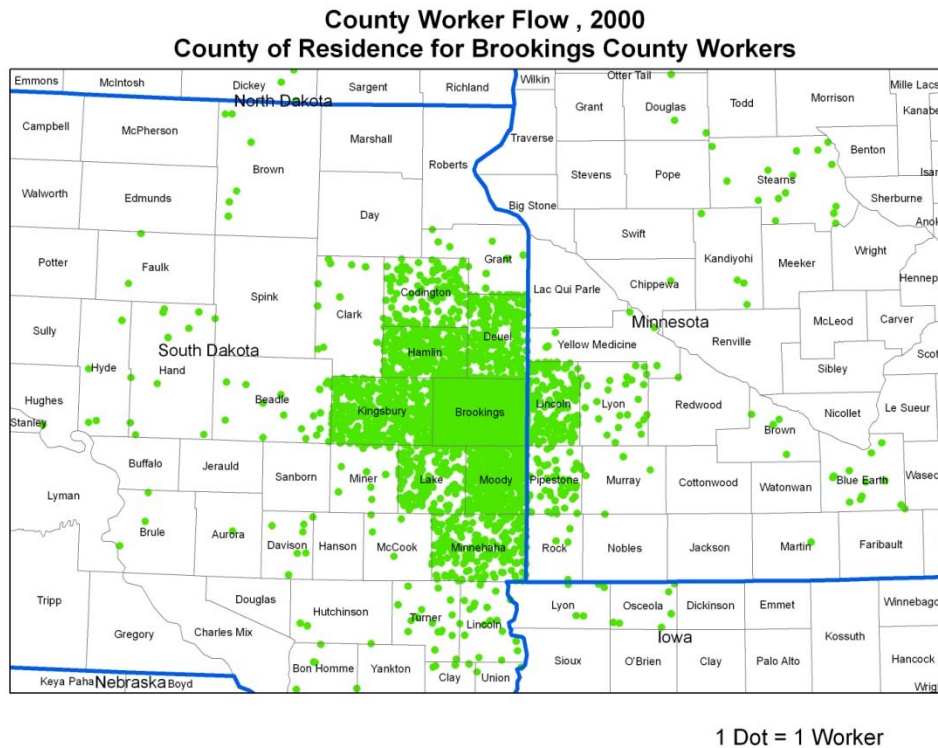 County Worker Flow , 2000
County of Residence for Brookings County Workers
Emmons
McIntosh
Dickey
North Dakota
Sargent
Richland
Wilkin
Otter Tail
Grant
Douglas
Todd
Morrison
Mille Lacs
Kanabe
Campbell
McPherson
Brown
Marshall
Roberts
Traverse
Stevens
Pope
Stearns
Benton
Isan
Sherburne
Anok
Walworth
Edmunds
Day
Big Stone
Swift
Kandiyohi
Meeker
Wright
Hennep
Potter
Faulk
Spink
Clark
Codington
Grant
Lac Qui Parle
Chippewa
Minnesota
McLeod
Carver
Scot
Sully
Hyde
South Dakota
Hand
Hamlin
Deuel
Yellow Medicine
Renville
Sibley
Hughes
Stanley
Beadle
Kingsbury
Brookings
Lincoln
Lyon
Redwood
Brown
Nicollet
Le Sueur
Lyman
Buffalo
Jerauld
Sanborn
Miner
Lake
Moody
Pipestone
Murray
Cottonwood
Watonwan
Blue Earth
Wasec
Brule
Aurora
Davison
Hanson
McCook
Minnehaha
Rock
Nobles
Jackson
Martin
Faribault
Tripp
Gregory
Douglas
Charles Mix
Hutchinson
Turner
Lincoln
Lyon
Osceola
Dickinson
Emmet
Winnebago
Iowa
Kossuth
Bon Homme
Yankton
Clay
Union
Sioux
O'Brien
Clay
Palo Alto
Hancock
Keya Paha
Nebraska
Boyd
Wrig
1 Dot = 1 Worker